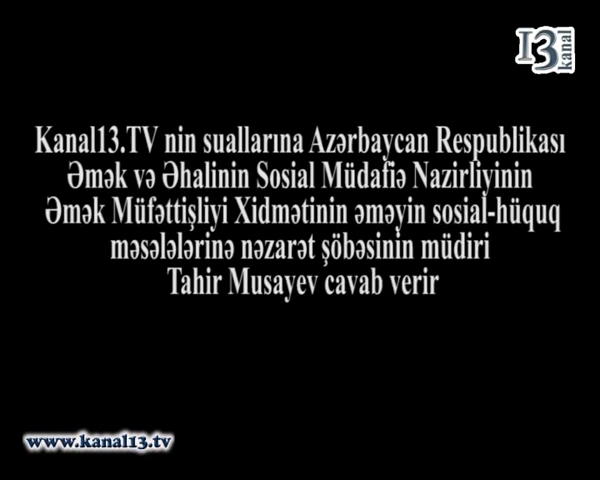 13 kanal
Kanal13.TV nin suallarına Azərbaycan Respublikası
Əmək və Əhalinin Sosial Müdafiə Nazirliyinin
Əmək Müfəttişliyi Xidmətinin əməyin sosial-hüquq
məsələlərinə nəzarət şöbəsinin müdiri
Tahir Musayev cavab verir
www.kanal13.tv